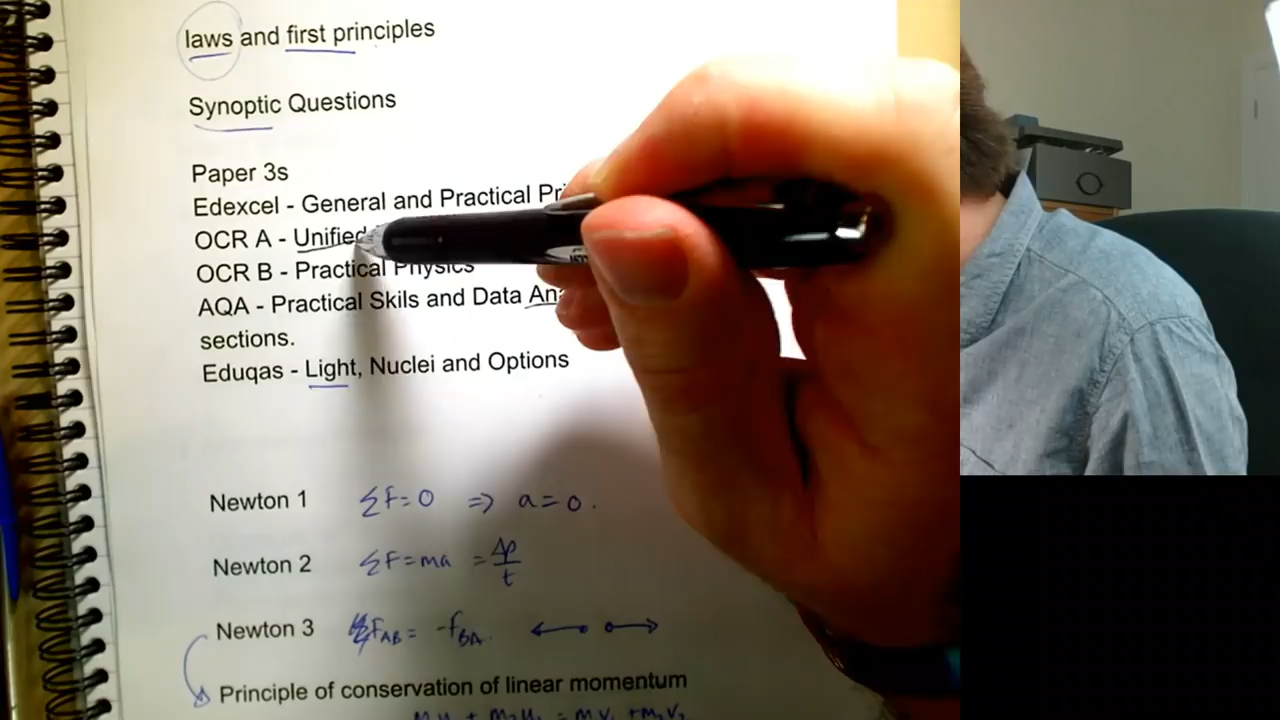 laws and first principles
Synoptic Questions
Paper 3s
Edexcel - General and Practical
OCR A - Unified
OCR B - Practical Physics
AQA - Practical Skils and Data
sections.
Eduqas - Light, Nuclei and Options
Newton 1 ΣF=0 => a=0.
Newton 2 ΣF=ma = Δp/t
Newton 3 F_AB = -F_BA.
Principle of conservation of linear momentum